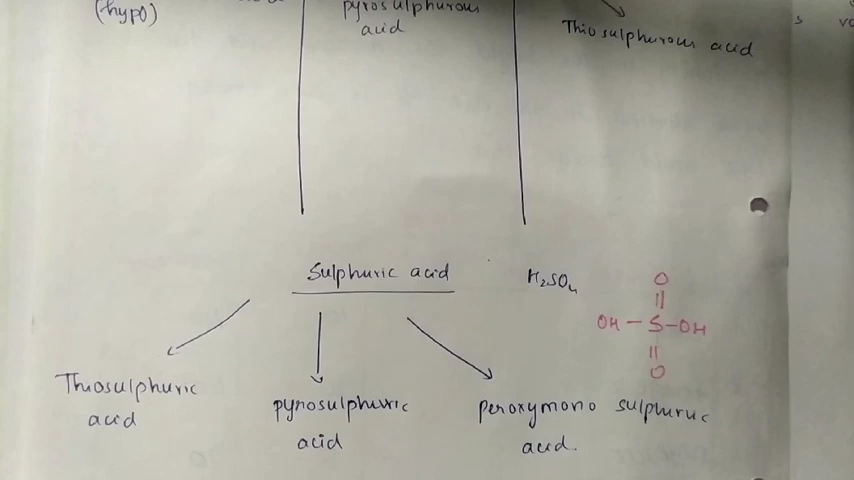 (hypo)
pyrosulphurous
acid
Thiosulphurous acid
s
Sulphuric acid
H₂SO₄
O
||
OH – S – OH
||
O
Thiosulphuric
acid
pyrosulphuric
acid
peroxymono sulphuric
acid.